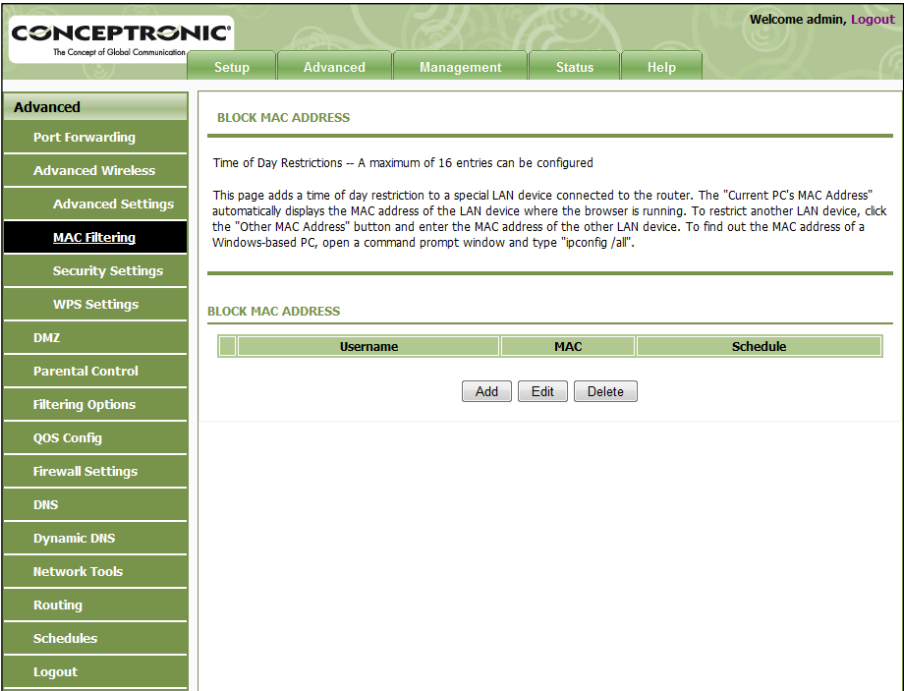 CONCEPTRONIC
The Concept of Global Communication
Welcome admin, Logout
Setup Advanced Management Status Help
Advanced
Port Forwarding
Advanced Wireless
Advanced Settings
MAC Filtering
Security Settings
WPS Settings
DMZ
Parental Control
Filtering Options
QOS Config
Firewall Settings
DNS
Dynamic DNS
Network Tools
Routing
Schedules
Logout
BLOCK MAC ADDRESS
Time of Day Restrictions -- A maximum of 16 entries can be configured
This page adds a time of day restriction to a special LAN device connected to the router. The "Current PC's MAC Address"
automatically displays the MAC address of the LAN device where the browser is running. To restrict another LAN device, click
the "Other MAC Address" button and enter the MAC address of the other LAN device. To find out the MAC address of a
Windows-based PC, open a command prompt window and type "ipconfig /all".
BLOCK MAC ADDRESS
Username MAC Schedule
Add Edit Delete